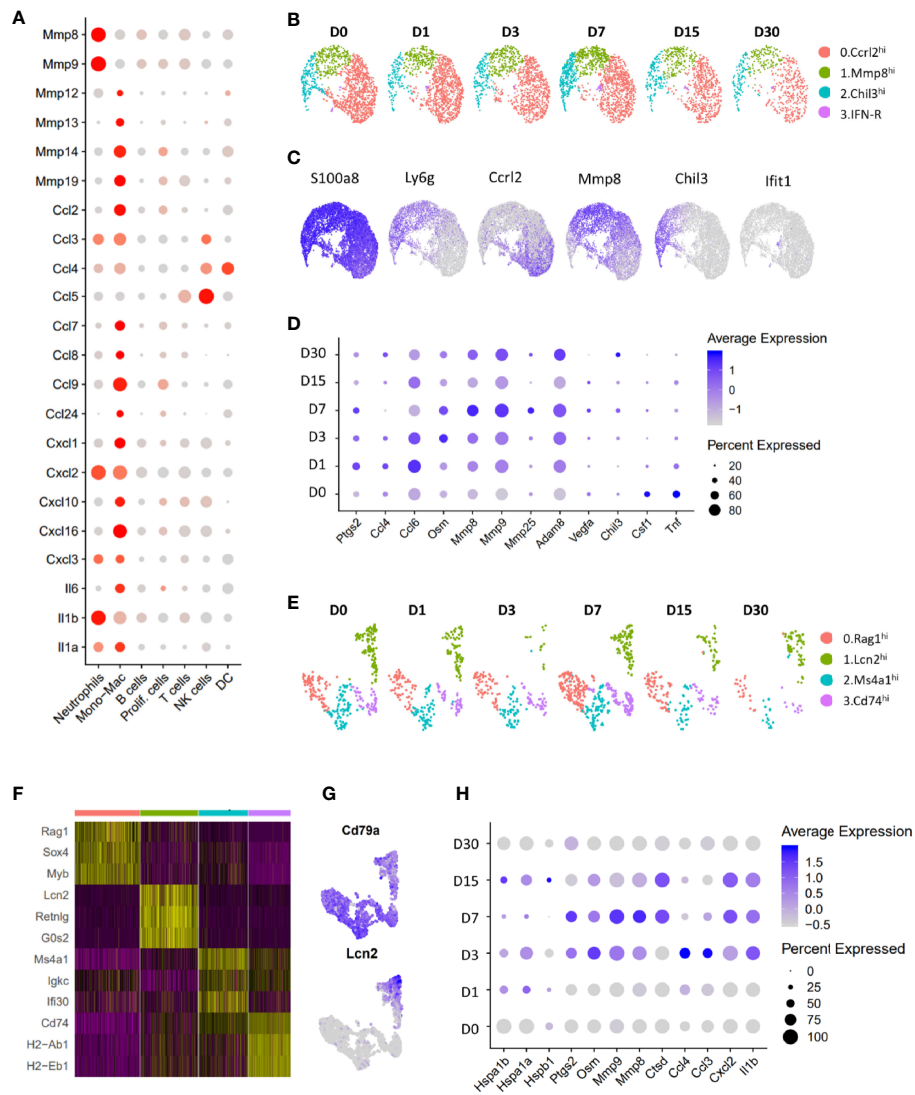 A
Mmp8
Mmp9
Mmp12
Mmp13
Mmp14
Mmp19
Ccl2
Ccl3
Ccl4
Ccl5
Ccl7
Ccl8
Ccl9
Ccl24
Cxcl1
Cxcl2
Cxcl10
Cxcl16
Cxcl3
Il6
Il1b
Il1a
Neutrophils
Mono−Mac
B cells
Prolif. cells
T cells
NK cells
DC
B
D0 D1 D3 D7 D15 D30
0.Ccrl2hi
1.Mmp8hi
2.Chil3hi
3.IFN-R
C
S100a8 Ly6g Ccrl2 Mmp8 Chil3 Ifit1
D
D30
D15
D7
D3
D1
D0
Ptgs2
Ccl4
Ccl6
Osm
Mmp8
Mmp9
Mmp25
Adam8
Vegfa
Chil3
Csf1
Tnf
Average Expression
1
0
−1
Percent Expressed
20
40
60
80
E
D0 D1 D3 D7 D15 D30
0.Rag1hi
1.Lcn2hi
2.Ms4a1hi
3.Cd74hi
F
Rag1
Sox4
Myb
Lcn2
Retnlg
G0s2
Ms4a1
Igkc
Ifi30
Cd74
H2−Ab1
H2−Eb1
G
Cd79a
Lcn2
H
D30
D15
D7
D3
D1
D0
Hspa1b
Hspa1a
Hspb1
Ptgs2
Osm
Mmp9
Mmp8
Ctsd
Ccl4
Ccl3
Cxcl2
Il1b
Average Expression
1.5
1.0
0.5
0.0
−0.5
Percent Expressed
0
25
50
75
100